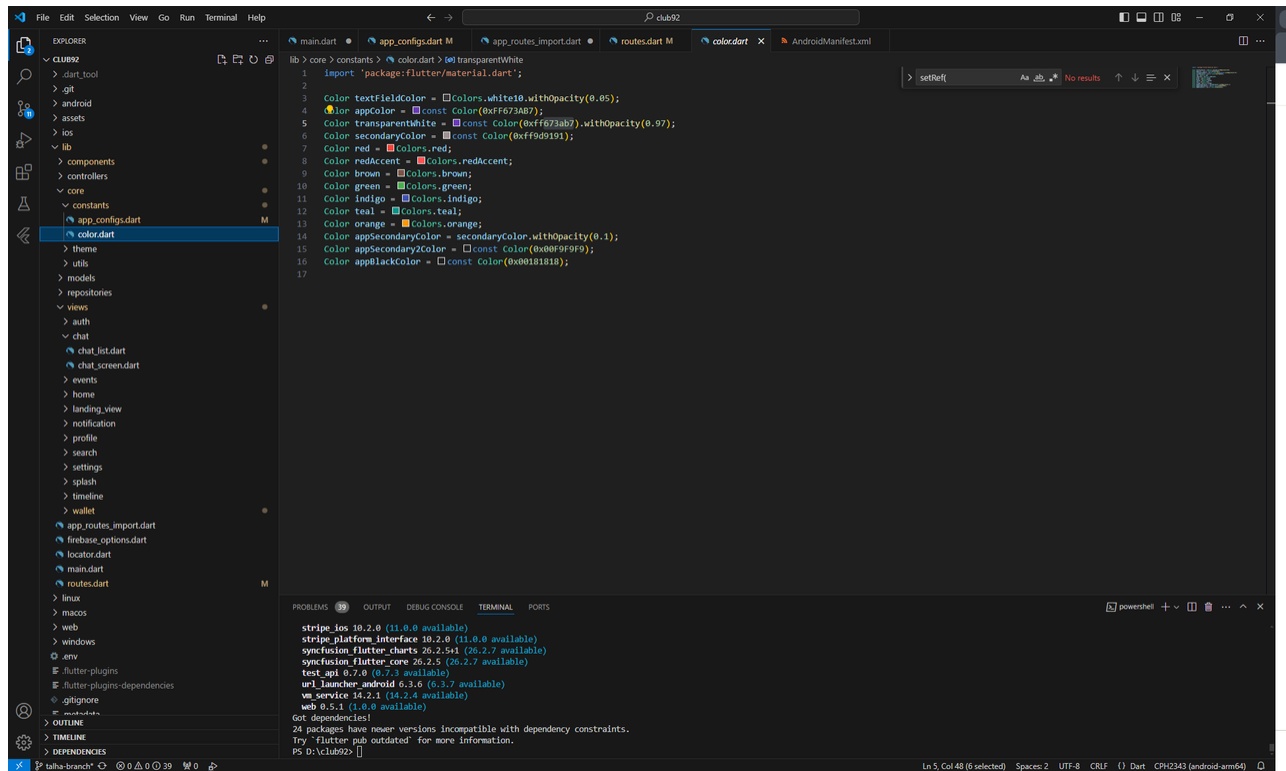 File Edit Selection View Go Run Terminal Help
club92
EXPLORER
CLUB92
.dart_tool
.git
android
assets
ios
lib
components
controllers
core
constants
app_configs.dart M
color.dart
theme
utils
models
repositories
views
auth
chat
chat_list.dart
chat_screen.dart
events
home
landing_view
notification
profile
search
settings
splash
timeline
wallet
app_routes_import.dart
firebase_options.dart
locator.dart
main.dart
routes.dart M
linux
macos
web
windows
.env
.flutter-plugins
.flutter-plugins-dependencies
.gitignore
.metadata
OUTLINE
TIMELINE
DEPENDENCIES
2
11
main.dart app_configs.dart M app_routes_import.dart routes.dart M color.dart AndroidManifest.xml
lib > core > constants > color.dart > transparentWhite
setRef( Aa ab .* No results
1 import 'package:flutter/material.dart';
2
3 Color textFieldColor = Colors.white10.withOpacity(0.05);
4 Color appColor = const Color(0xFF673AB7);
5 Color transparentWhite = const Color(0xff673ab7).withOpacity(0.97);
6 Color secondaryColor = const Color(0xff9d9191);
7 Color red = Colors.red;
8 Color redAccent = Colors.redAccent;
9 Color brown = Colors.brown;
10 Color green = Colors.green;
11 Color indigo = Colors.indigo;
12 Color teal = Colors.teal;
13 Color orange = Colors.orange;
14 Color appSecondaryColor = secondaryColor.withOpacity(0.1);
15 Color appSecondary2Color = const Color(0x00F9F9F9);
16 Color appBlackColor = const Color(0x00181818);
17
PROBLEMS 39 OUTPUT DEBUG CONSOLE TERMINAL PORTS
powershell
stripe_ios 10.2.0 (11.0.0 available)
stripe_platform_interface 10.2.0 (11.0.0 available)
syncfusion_flutter_charts 26.2.5+1 (26.2.7 available)
syncfusion_flutter_core 26.2.5 (26.2.7 available)
test_api 0.7.0 (0.7.3 available)
url_launcher_android 6.3.6 (6.3.7 available)
vm_service 14.2.1 (14.2.4 available)
web 0.5.1 (1.0.0 available)
Got dependencies!
24 packages have newer versions incompatible with dependency constraints.
Try `flutter pub outdated` for more information.
PS D:\club92>
talha-branch* 0 0 39 0
Ln 5, Col 48 (6 selected) Spaces: 2 UTF-8 CRLF {} Dart CPH2343 (android-arm64)